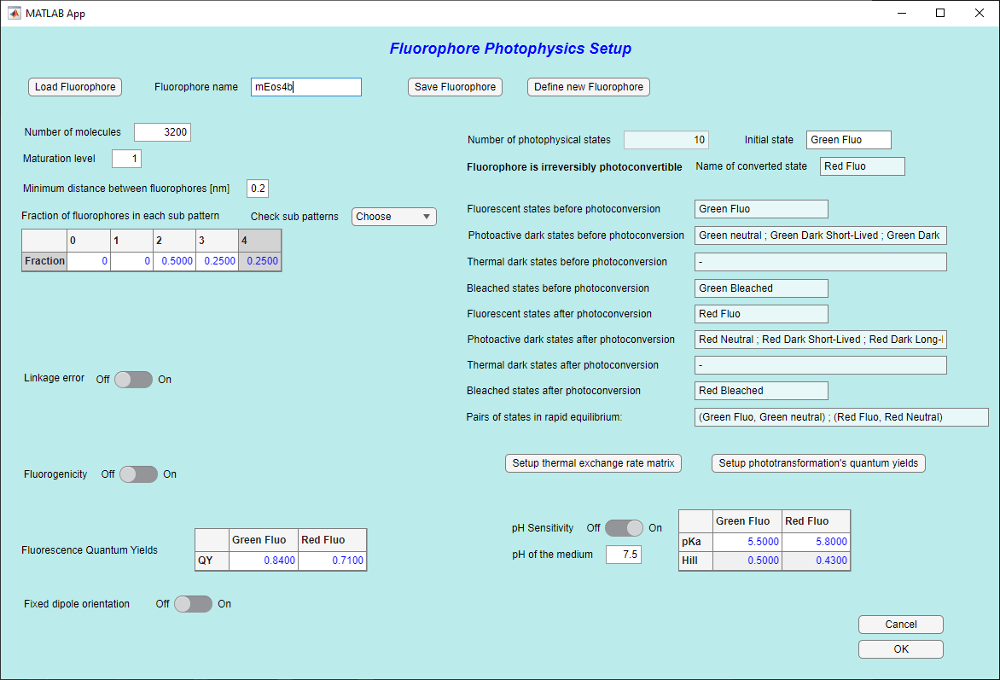 MATLAB App
Fluorophore Photophysics Setup
Load Fluorophore Fluorophore name mEos4b Save Fluorophore Define new Fluorophore
Number of molecules 3200
Maturation level 1
Minimum distance between fluorophores [nm] 0.2
Fraction of fluorophores in each sub pattern Check sub patterns Choose
0 1 2 3 4
Fraction 0 0 0.5000 0.2500 0.2500
Linkage error Off On
Fluorogenicity Off On
Fluorescence Quantum Yields
Green Fluo Red Fluo
QY 0.8400 0.7100
Fixed dipole orientation Off On
Number of photophysical states 10 Initial state Green Fluo
Fluorophore is irreversibly photoconvertible Name of converted state Red Fluo
Fluorescent states before photoconversion Green Fluo
Photoactive dark states before photoconversion Green neutral ; Green Dark Short-Lived ; Green Dark
Thermal dark states before photoconversion -
Bleached states before photoconversion Green Bleached
Fluorescent states after photoconversion Red Fluo
Photoactive dark states after photoconversion Red Neutral ; Red Dark Short-Lived ; Red Dark Long-
Thermal dark states after photoconversion -
Bleached states after photoconversion Red Bleached
Pairs of states in rapid equilibrium: (Green Fluo, Green neutral) ; (Red Fluo, Red Neutral)
Setup thermal exchange rate matrix Setup phototransformation's quantum yields
pH Sensitivity Off On
pH of the medium 7.5
Green Fluo Red Fluo
pKa 5.5000 5.8000
Hill 0.5000 0.4300
Cancel
OK